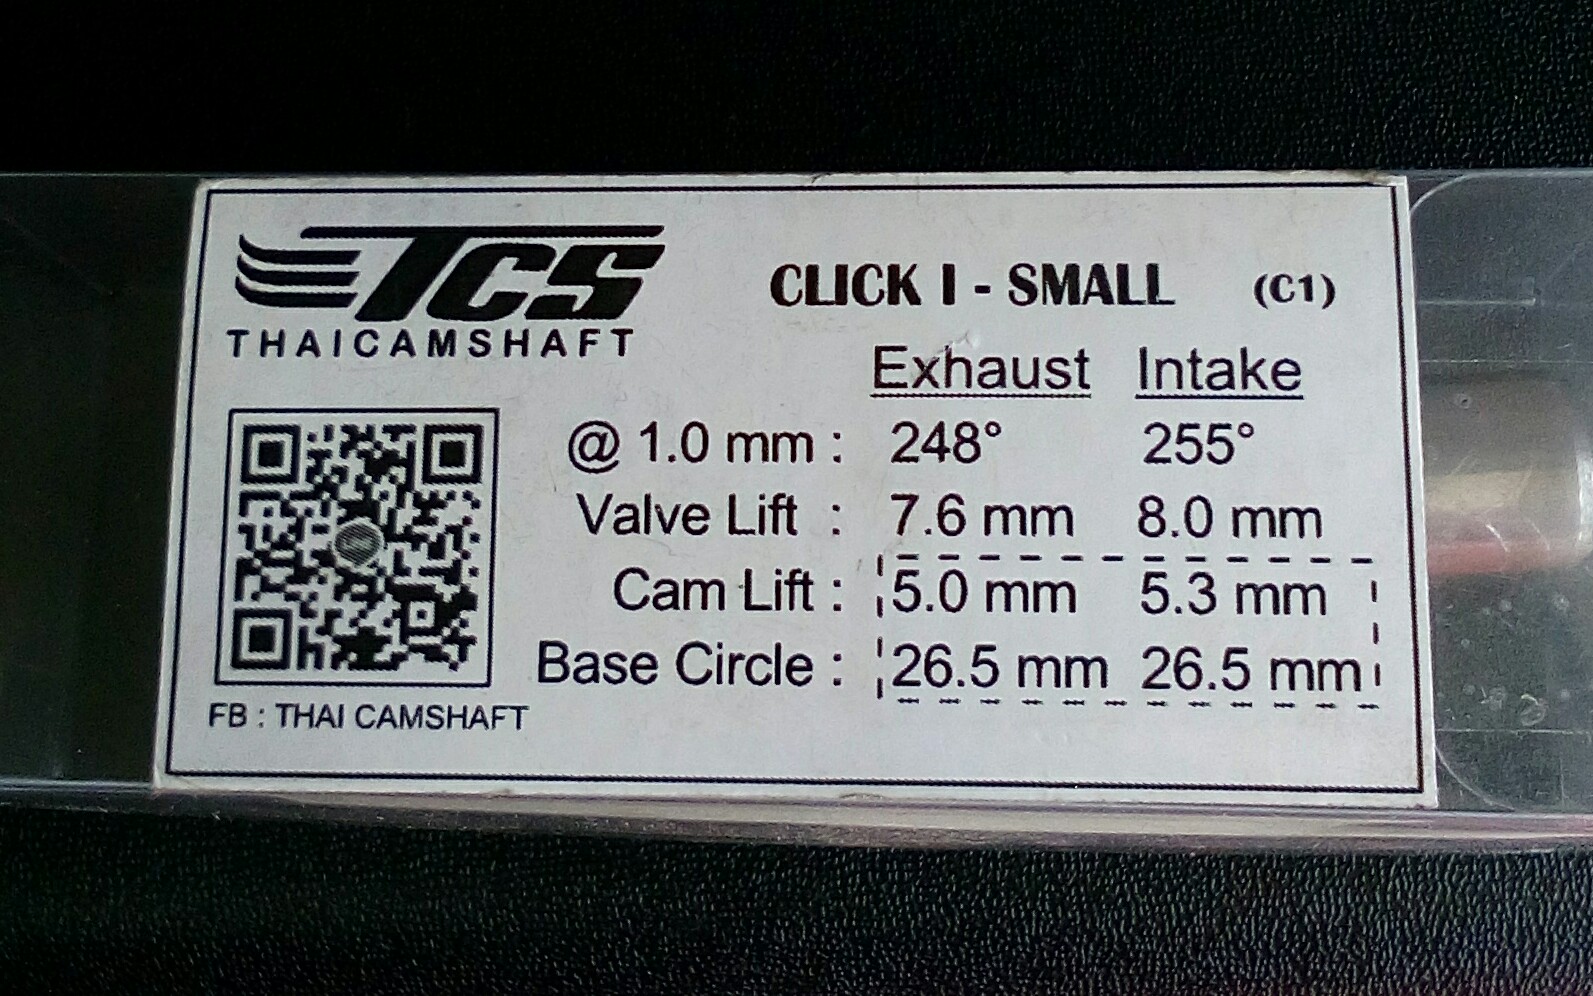 TCS
THAICAMSHAFT
CLICK I - SMALL (C1)
Exhaust Intake
@ 1.0 mm : 248° 255°
Valve Lift : 7.6 mm 8.0 mm
Cam Lift : 5.0 mm 5.3 mm
Base Circle : 26.5 mm 26.5 mm
FB : THAI CAMSHAFT